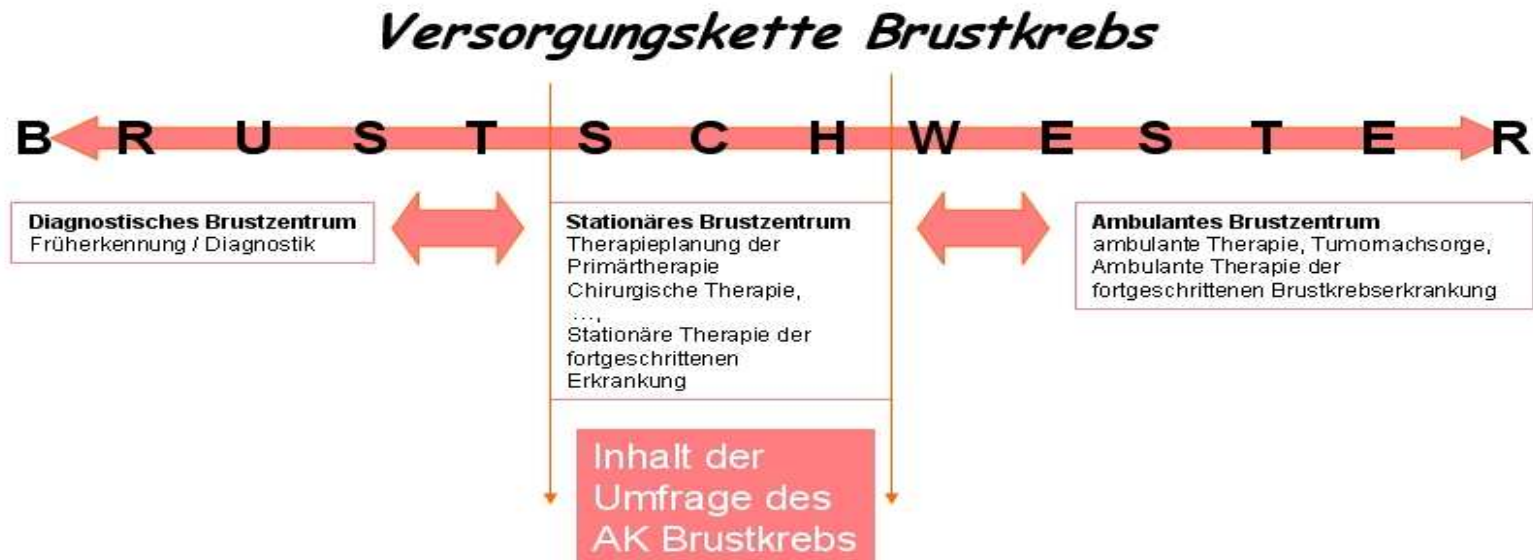 Versorgungskette Brustkrebs
B R U S T S C H W E S T E R
Diagnostisches Brustzentrum
Früherkennung / Diagnostik
Stationäres Brustzentrum
Therapieplanung der
Primärtherapie
Chirurgische Therapie,
...,
Stationäre Therapie der
fortgeschrittenen
Erkrankung
Ambulantes Brustzentrum
ambulante Therapie, Tumornachsorge,
Ambulante Therapie der
fortgeschrittenen Brustkrebserkrankung
Inhalt der
Umfrage des
AK Brustkrebs